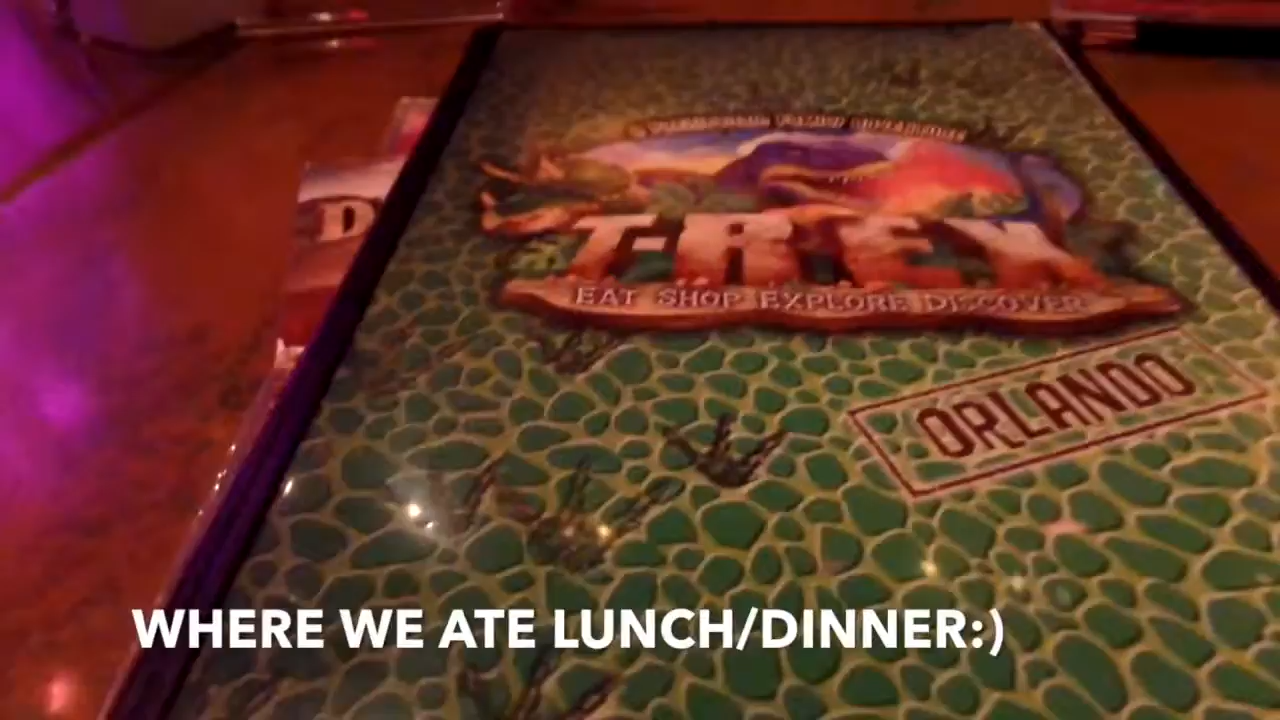 T-REX
EAT SHOP EXPLORE DISCOVER
ORLANDO
D
WHERE WE ATE LUNCH/DINNER:)